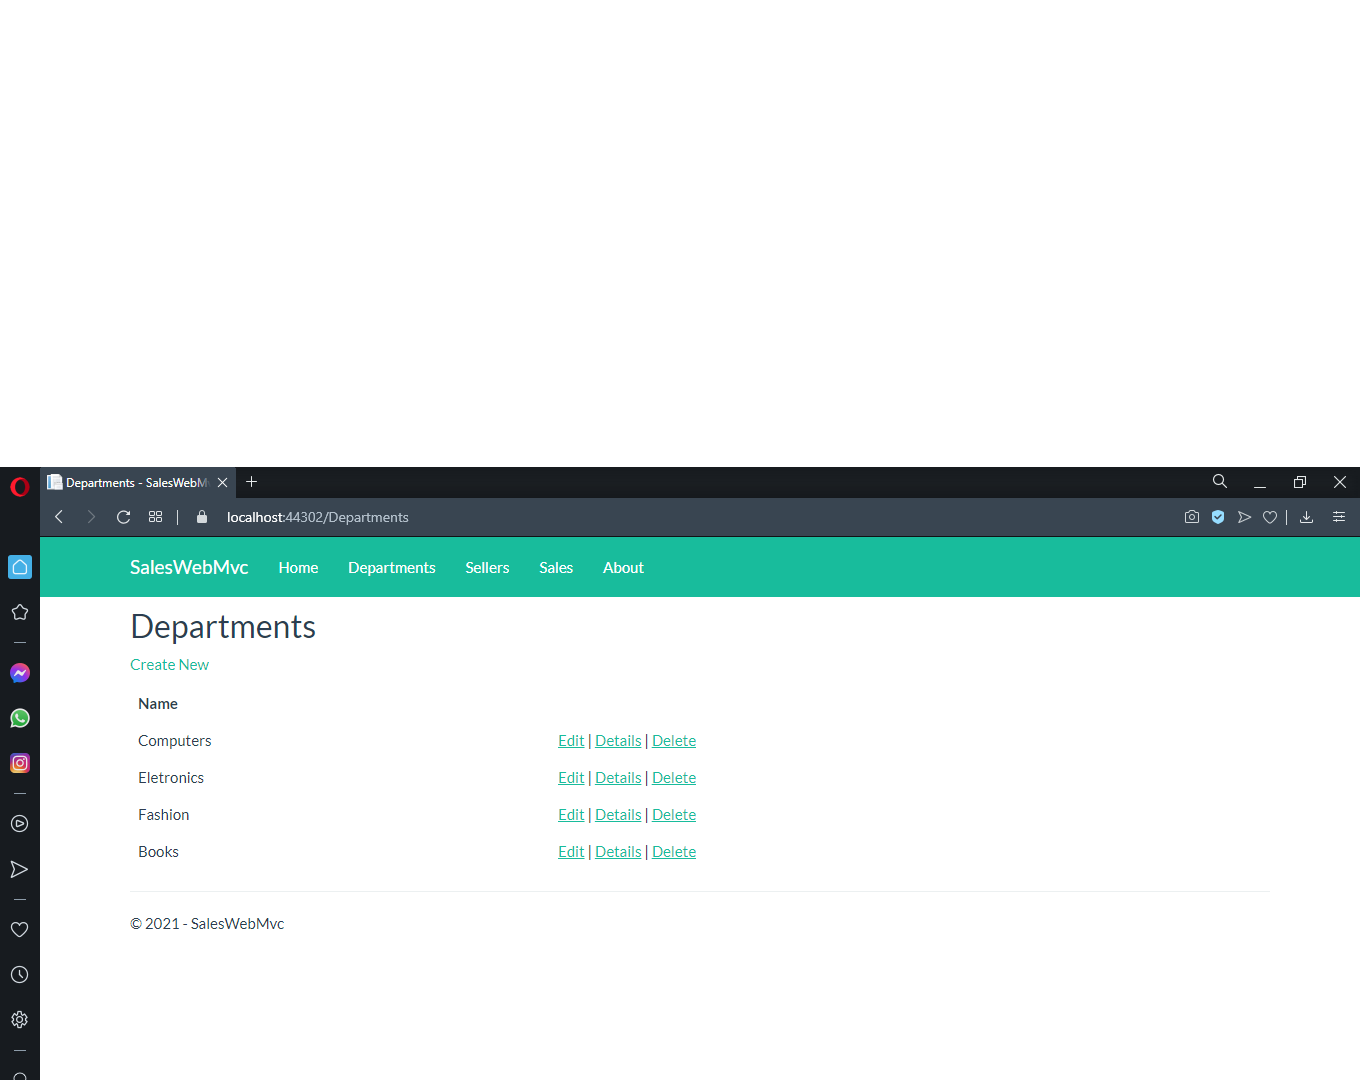 Departments - SalesWebM
localhost:44302/Departments
SalesWebMvc Home Departments Sellers Sales About
Departments
Create New
Name
Computers Edit | Details | Delete
Eletronics Edit | Details | Delete
Fashion Edit | Details | Delete
Books Edit | Details | Delete
© 2021 - SalesWebMvc